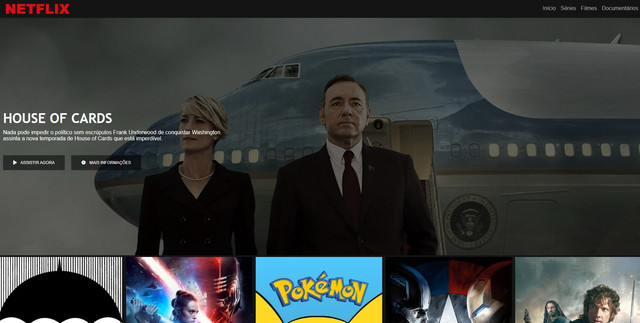 NETFLIX
Início Séries Filmes Documentários
HOUSE OF CARDS
Nada pode impedir o político sem escrúpulos Frank Underwood de conquistar Washington.
assinta a nova temporada de House of Cards que está imperdível.
ASSISTIR AGORA
MAIS INFORMAÇÕES
POKéMON